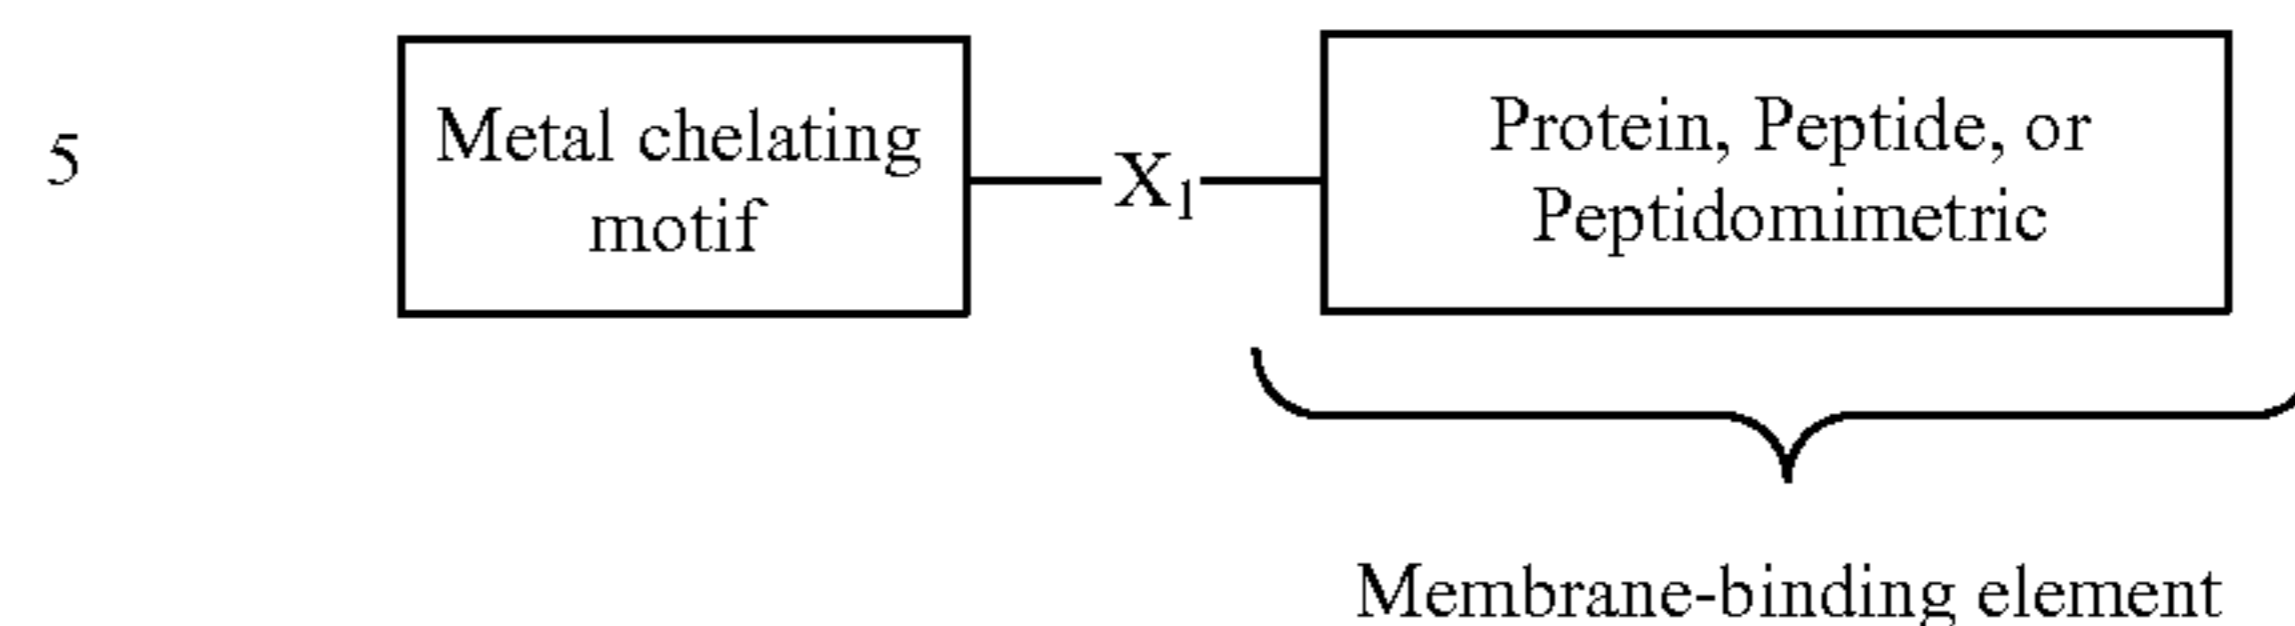 5
Metal chelating
motif
X₁
Protein, Peptide, or
Peptidomimetric
Membrane-binding element